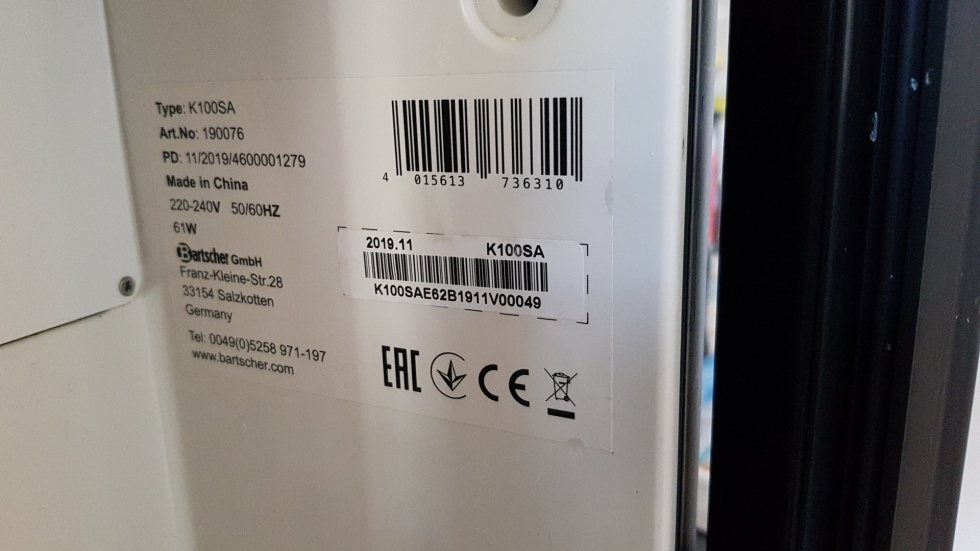 Type: K100SA
Art.No: 190076
PD: 11/2019/4600001279
Made in China
220-240V 50/60HZ
61W
Bartscher GmbH
Franz-Kleine-Str.28
33154 Salzkotten
Germany
Tel: 0049(0)5258 971-197
www.bartscher.com
4 015613 736310
2019.11 K100SA
K100SAE62B1911V00049
EAC CE